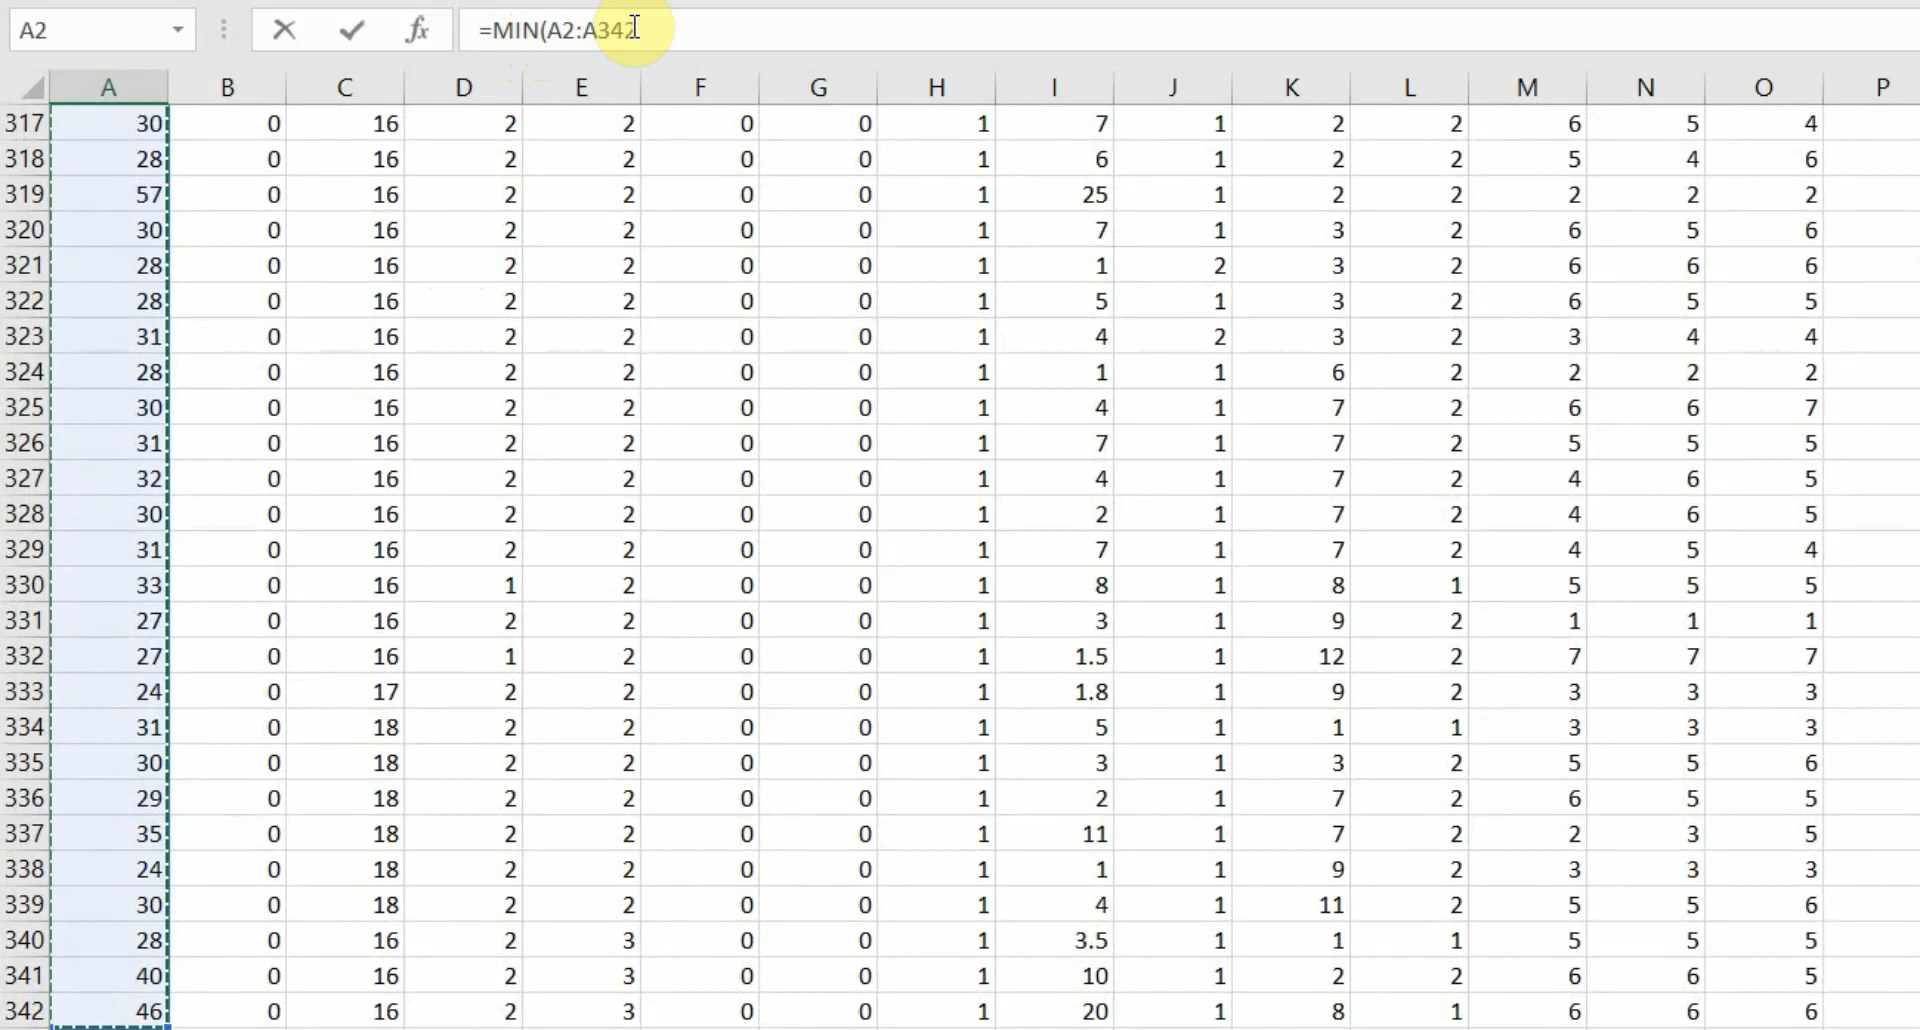 A2 fx =MIN(A2:A342
A B C D E F G H I J K L M N O P
317 30 0 16 2 2 0 0 1 7 1 2 2 6 5 4
318 28 0 16 2 2 0 0 1 6 1 2 2 5 4 6
319 57 0 16 2 2 0 0 1 25 1 2 2 2 2 2
320 30 0 16 2 2 0 0 1 7 1 3 2 6 5 6
321 28 0 16 2 2 0 0 1 1 2 3 2 6 6 6
322 28 0 16 2 2 0 0 1 5 1 3 2 6 5 5
323 31 0 16 2 2 0 0 1 4 2 3 2 3 4 4
324 28 0 16 2 2 0 0 1 1 1 6 2 2 2 2
325 30 0 16 2 2 0 0 1 4 1 7 2 6 6 7
326 31 0 16 2 2 0 0 1 7 1 7 2 5 5 5
327 32 0 16 2 2 0 0 1 4 1 7 2 4 6 5
328 30 0 16 2 2 0 0 1 2 1 7 2 4 6 5
329 31 0 16 2 2 0 0 1 7 1 7 2 4 5 4
330 33 0 16 1 2 0 0 1 8 1 8 1 5 5 5
331 27 0 16 2 2 0 0 1 3 1 9 2 1 1 1
332 27 0 16 1 2 0 0 1 1.5 1 12 2 7 7 7
333 24 0 17 2 2 0 0 1 1.8 1 9 2 3 3 3
334 31 0 18 2 2 0 0 1 5 1 1 1 3 3 3
335 30 0 18 2 2 0 0 1 3 1 3 2 5 5 6
336 29 0 18 2 2 0 0 1 2 1 7 2 6 5 5
337 35 0 18 2 2 0 0 1 11 1 7 2 2 3 5
338 24 0 18 2 2 0 0 1 1 1 9 2 3 3 3
339 30 0 18 2 2 0 0 1 4 1 11 2 5 5 6
340 28 0 16 2 3 0 0 1 3.5 1 1 1 5 5 5
341 40 0 16 2 3 0 0 1 10 1 2 2 6 6 5
342 46 0 16 2 3 0 0 1 20 1 8 1 6 6 6